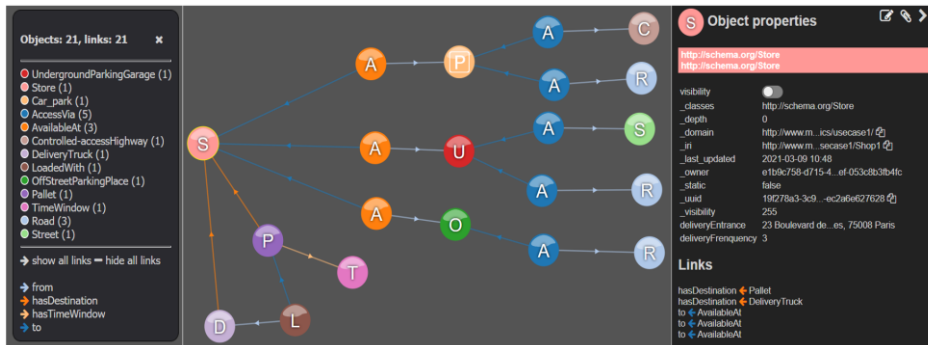 Objects: 21, links: 21 ×
UndergroundParkingGarage (1)
Store (1)
Car_park (1)
AccessVia (5)
AvailableAt (3)
Controlled-accessHighway (1)
DeliveryTruck (1)
LoadedWith (1)
OffStreetParkingPlace (1)
Pallet (1)
TimeWindow (1)
Road (3)
Street (1)
show all links hide all links
from
hasDestination
hasTimeWindow
to
A C
A P
A R
S A U A S
A R
A O
A R
P T
D L
S Object properties
http://schema.org/Store
http://schema.org/Store
visibility
_classes http://schema.org/Store
_depth 0
_domain http://www.m...ics/usecase1/
_iri http://www.m...secase1/Shop1
_last_updated 2021-03-09 10:48
_owner e1b9c758-d715-4...ef-053c8b3fb4fc
_static false
_uuid 19f278a3-3c9...-ec2a6e627628
_visibility 255
deliveryEntrance 23 Boulevard de...es, 75008 Paris
deliveryFrenquency 3
Links
hasDestination ← Pallet
hasDestination ← DeliveryTruck
to ← AvailableAt
to ← AvailableAt
to ← AvailableAt